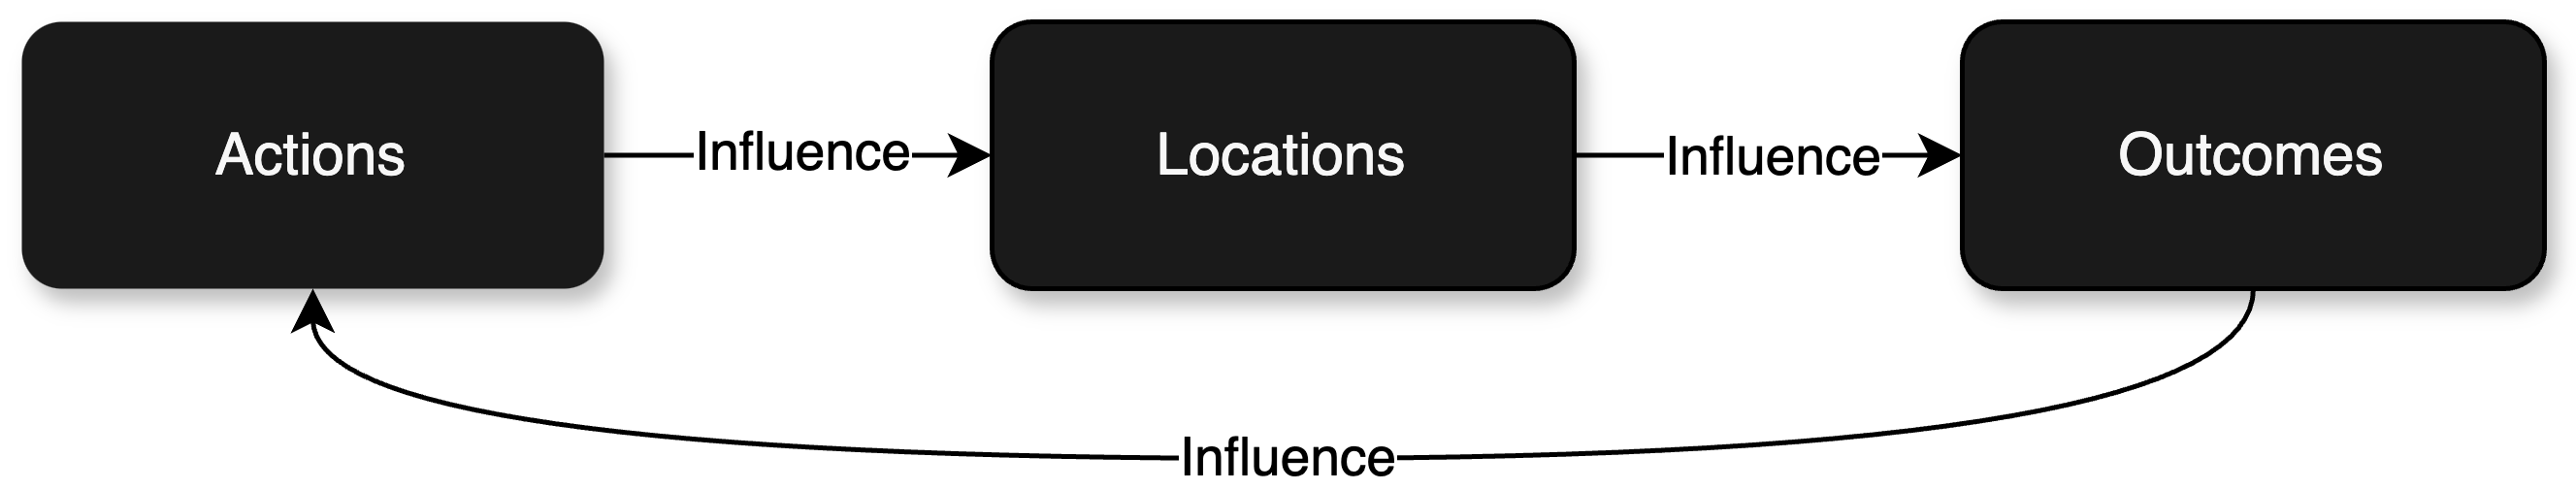 Actions
Influence
Locations
Influence
Outcomes
Influence